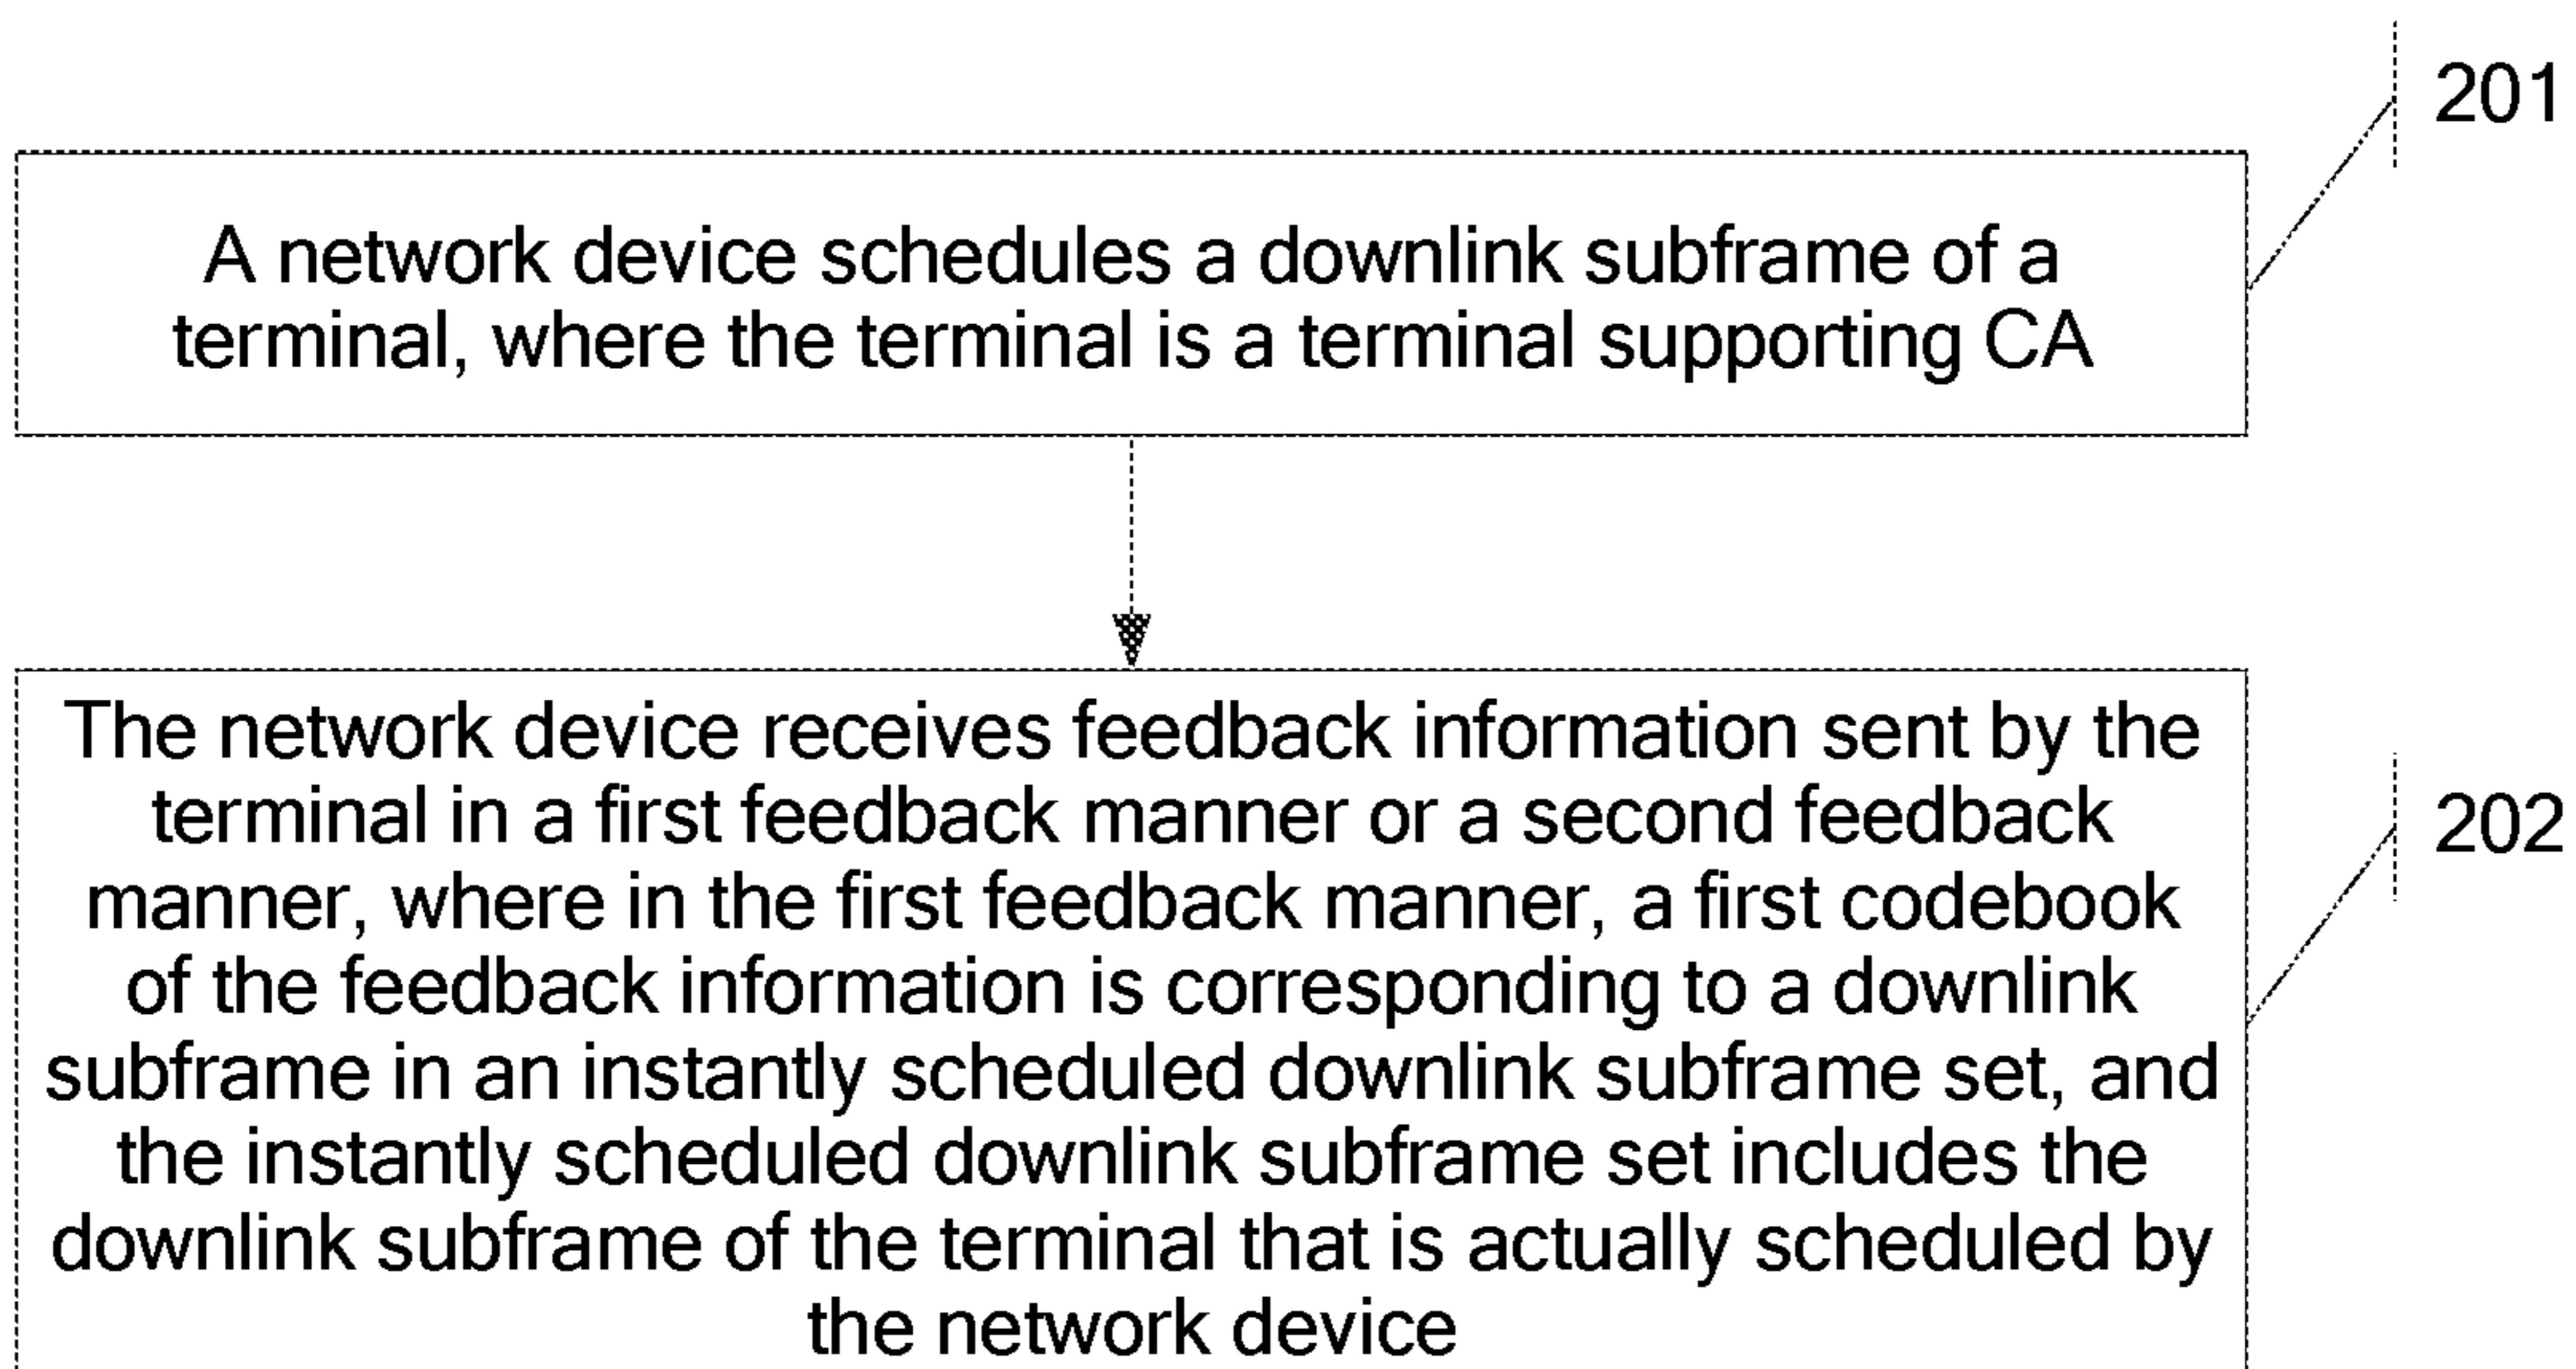 201
A network device schedules a downlink subframe of a
terminal, where the terminal is a terminal supporting CA
The network device receives feedback information sent by the
terminal in a first feedback manner or a second feedback
manner, where in the first feedback manner, a first codebook
of the feedback information is corresponding to a downlink
subframe in an instantly scheduled downlink subframe set, and
the instantly scheduled downlink subframe set includes the
downlink subframe of the terminal that is actually scheduled by
the network device
202